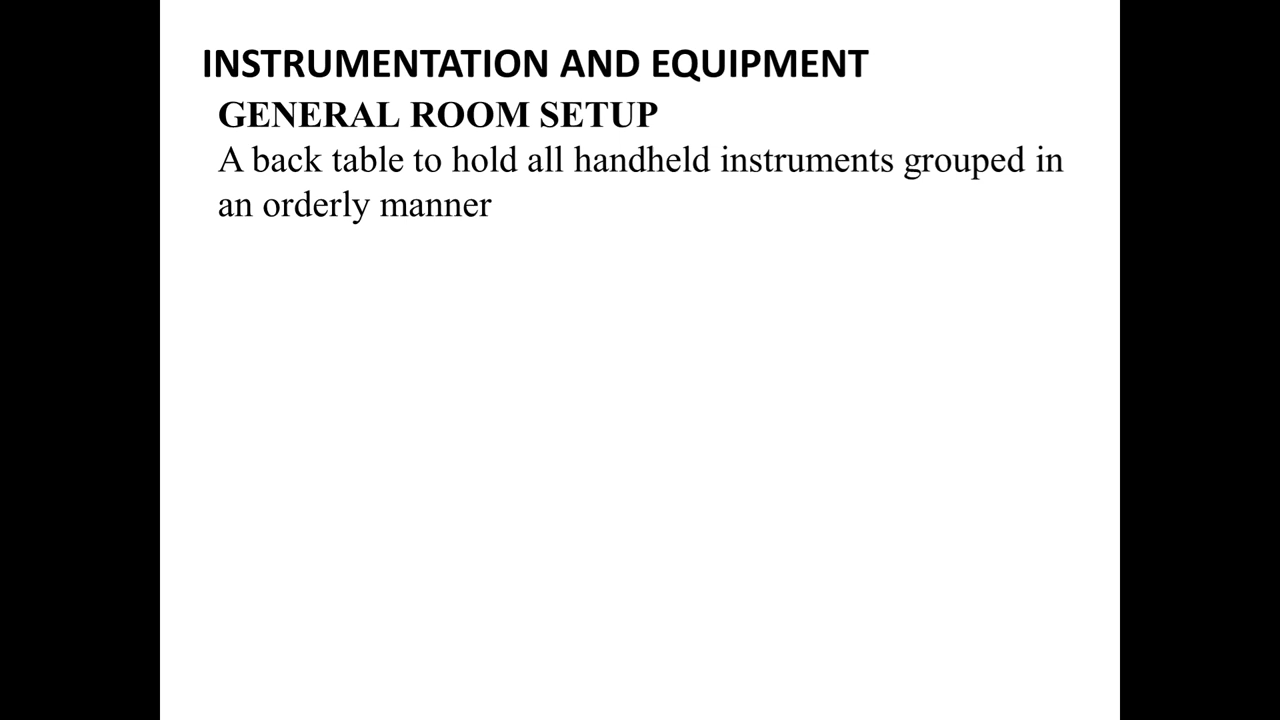 INSTRUMENTATION AND EQUIPMENT
GENERAL ROOM SETUP
A back table to hold all handheld instruments grouped in
an orderly manner